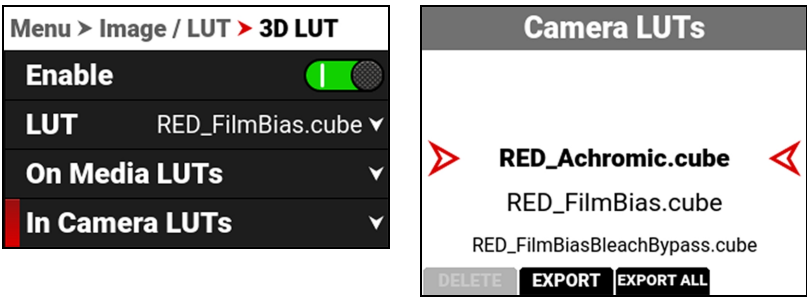 Menu > Image / LUT > 3D LUT
Enable
LUT RED_FilmBias.cube
On Media LUTs
In Camera LUTs
Camera LUTs
RED_Achromic.cube
RED_FilmBias.cube
RED_FilmBiasBleachBypass.cube
DELETE EXPORT EXPORT ALL